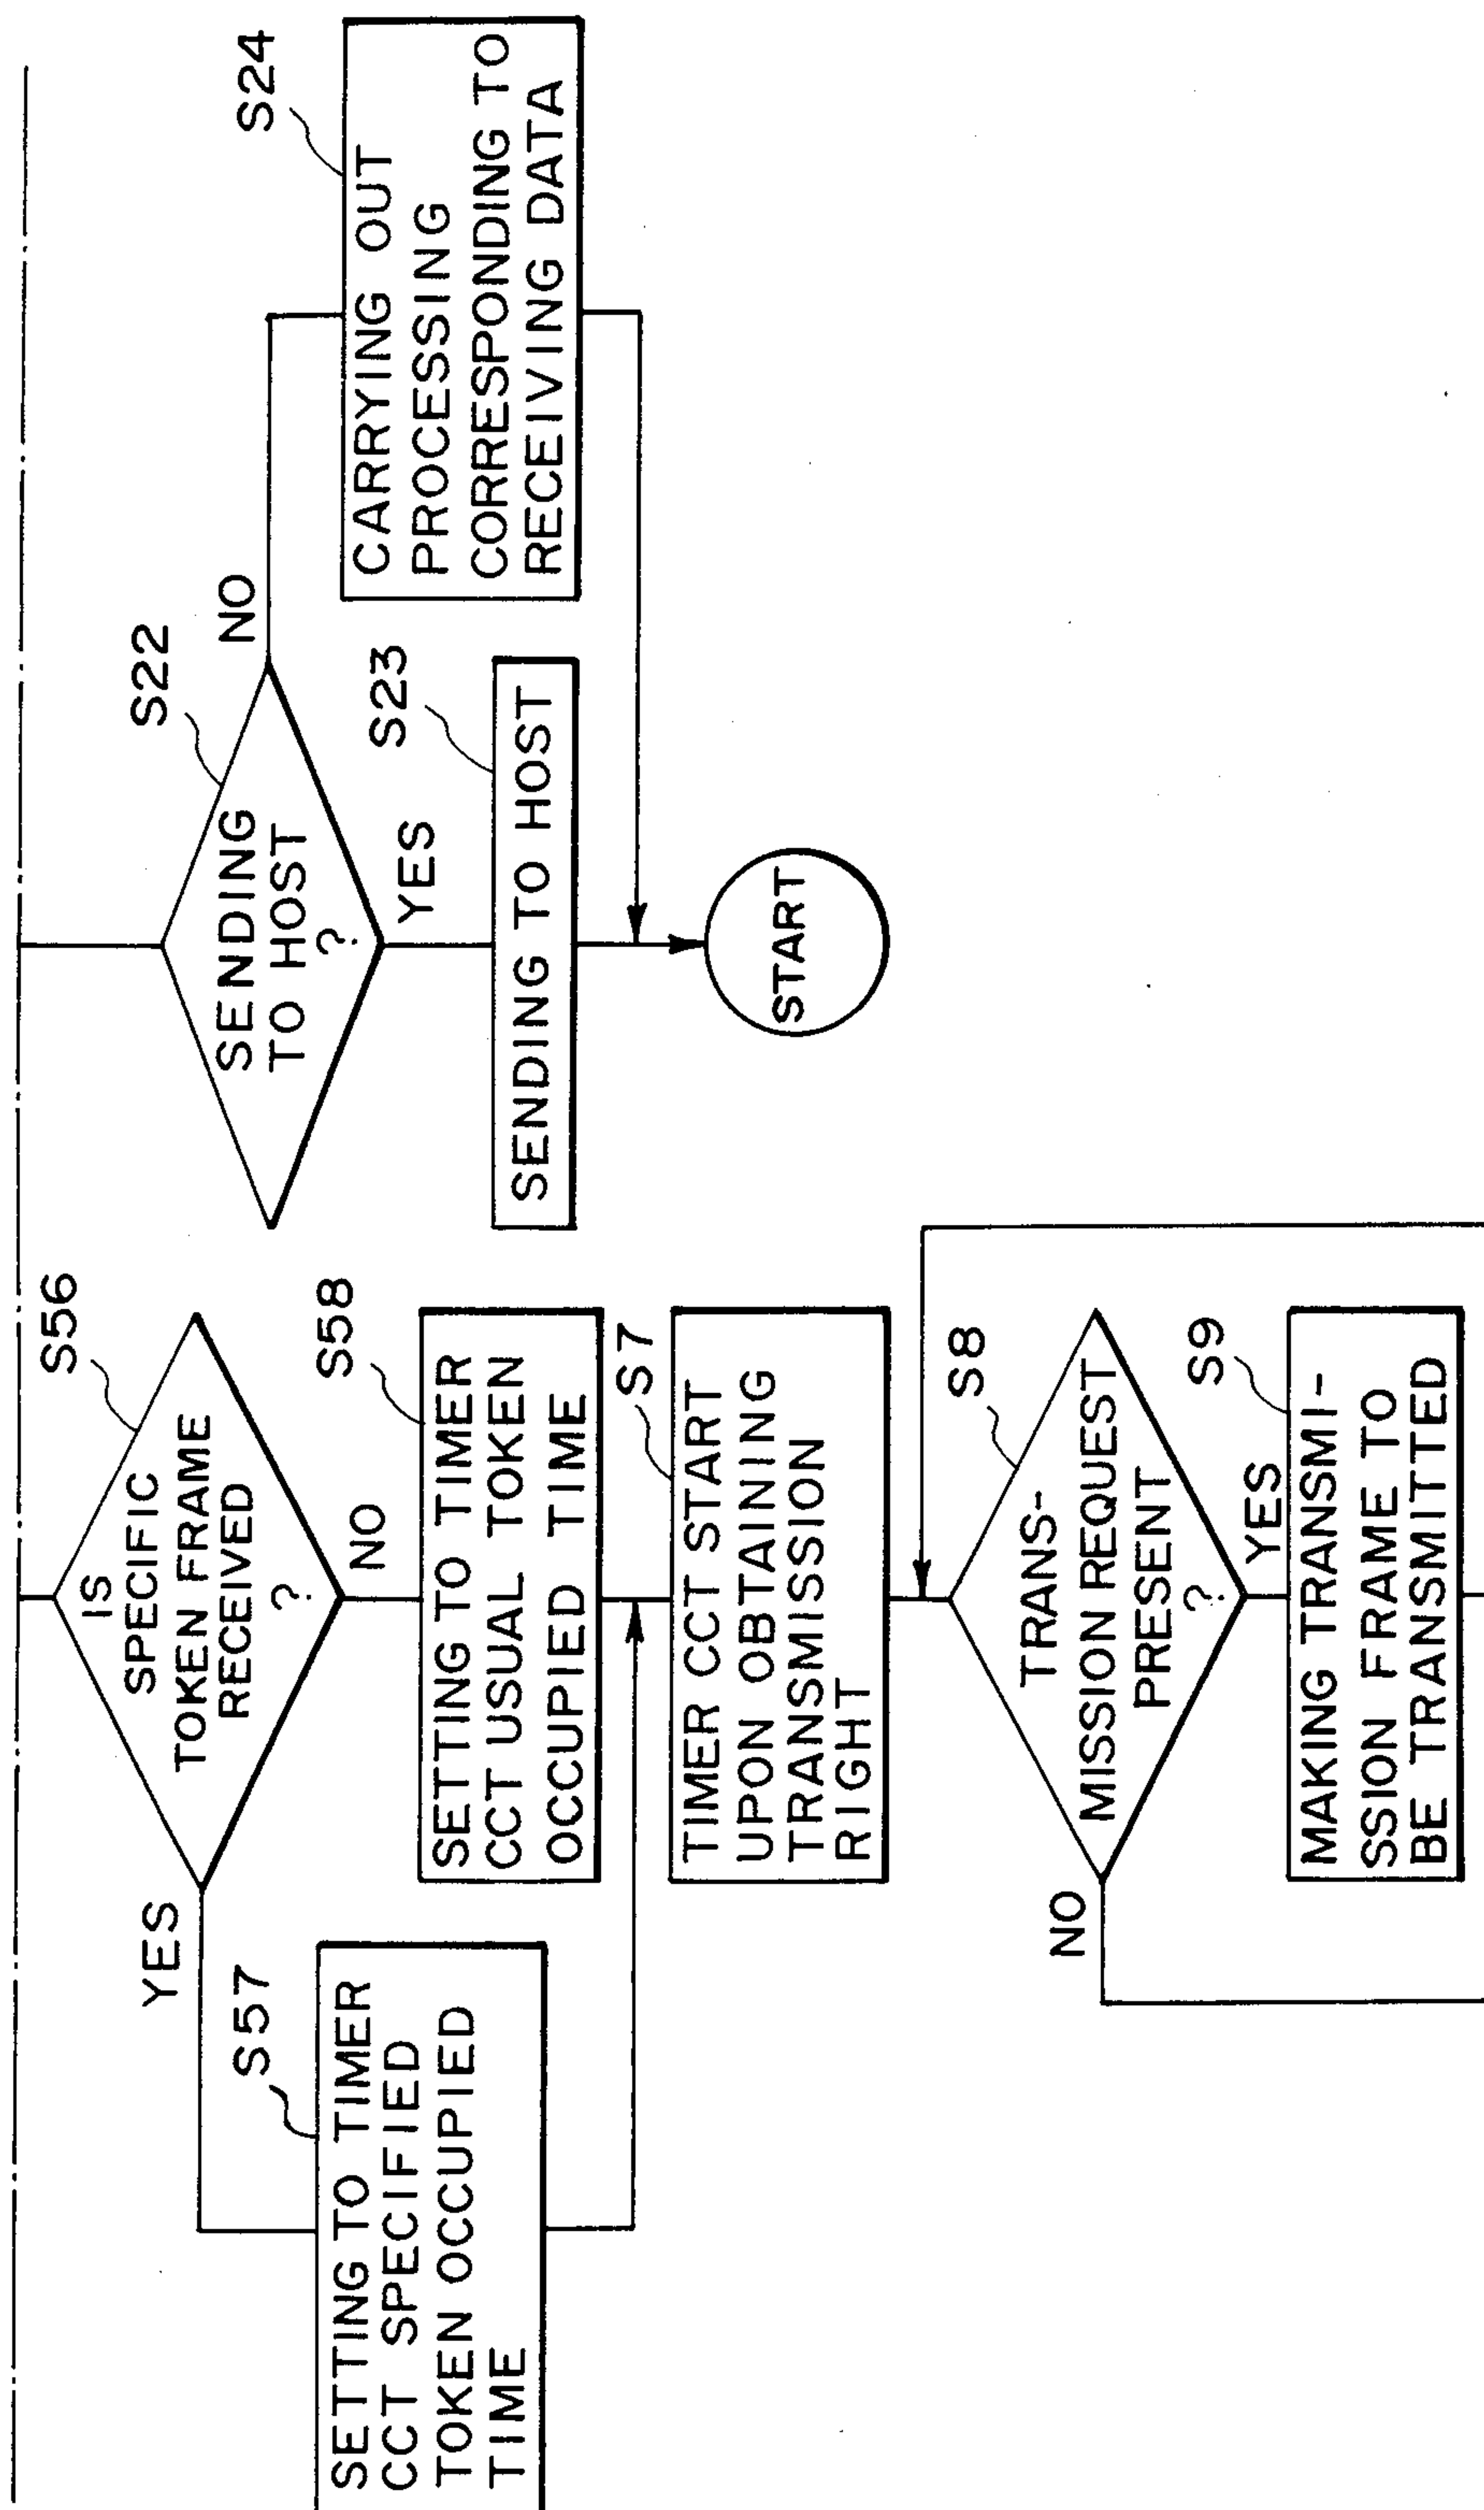 S56
IS
SPECIFIC
TOKEN FRAME
RECEIVED
?
YES
NO
S57
SETTING TO TIMER
CCT SPECIFIED
TOKEN OCCUPIED
TIME
S58
SETTING TO TIMER
CCT USUAL TOKEN
OCCUPIED TIME
S7
TIMER CCT START
UPON OBTAINING
TRANSMISSION
RIGHT
S8
TRANS-
MISSION REQUEST
PRESENT
?
NO
YES
S9
MAKING TRANSMI-
SSION FRAME TO
BE TRANSMITTED
S22
SENDING
TO HOST
?
NO
YES
S23
SENDING TO HOST
S24
CARRYING OUT
PROCESSING
CORRESPONDING TO
RECEIVING DATA
START